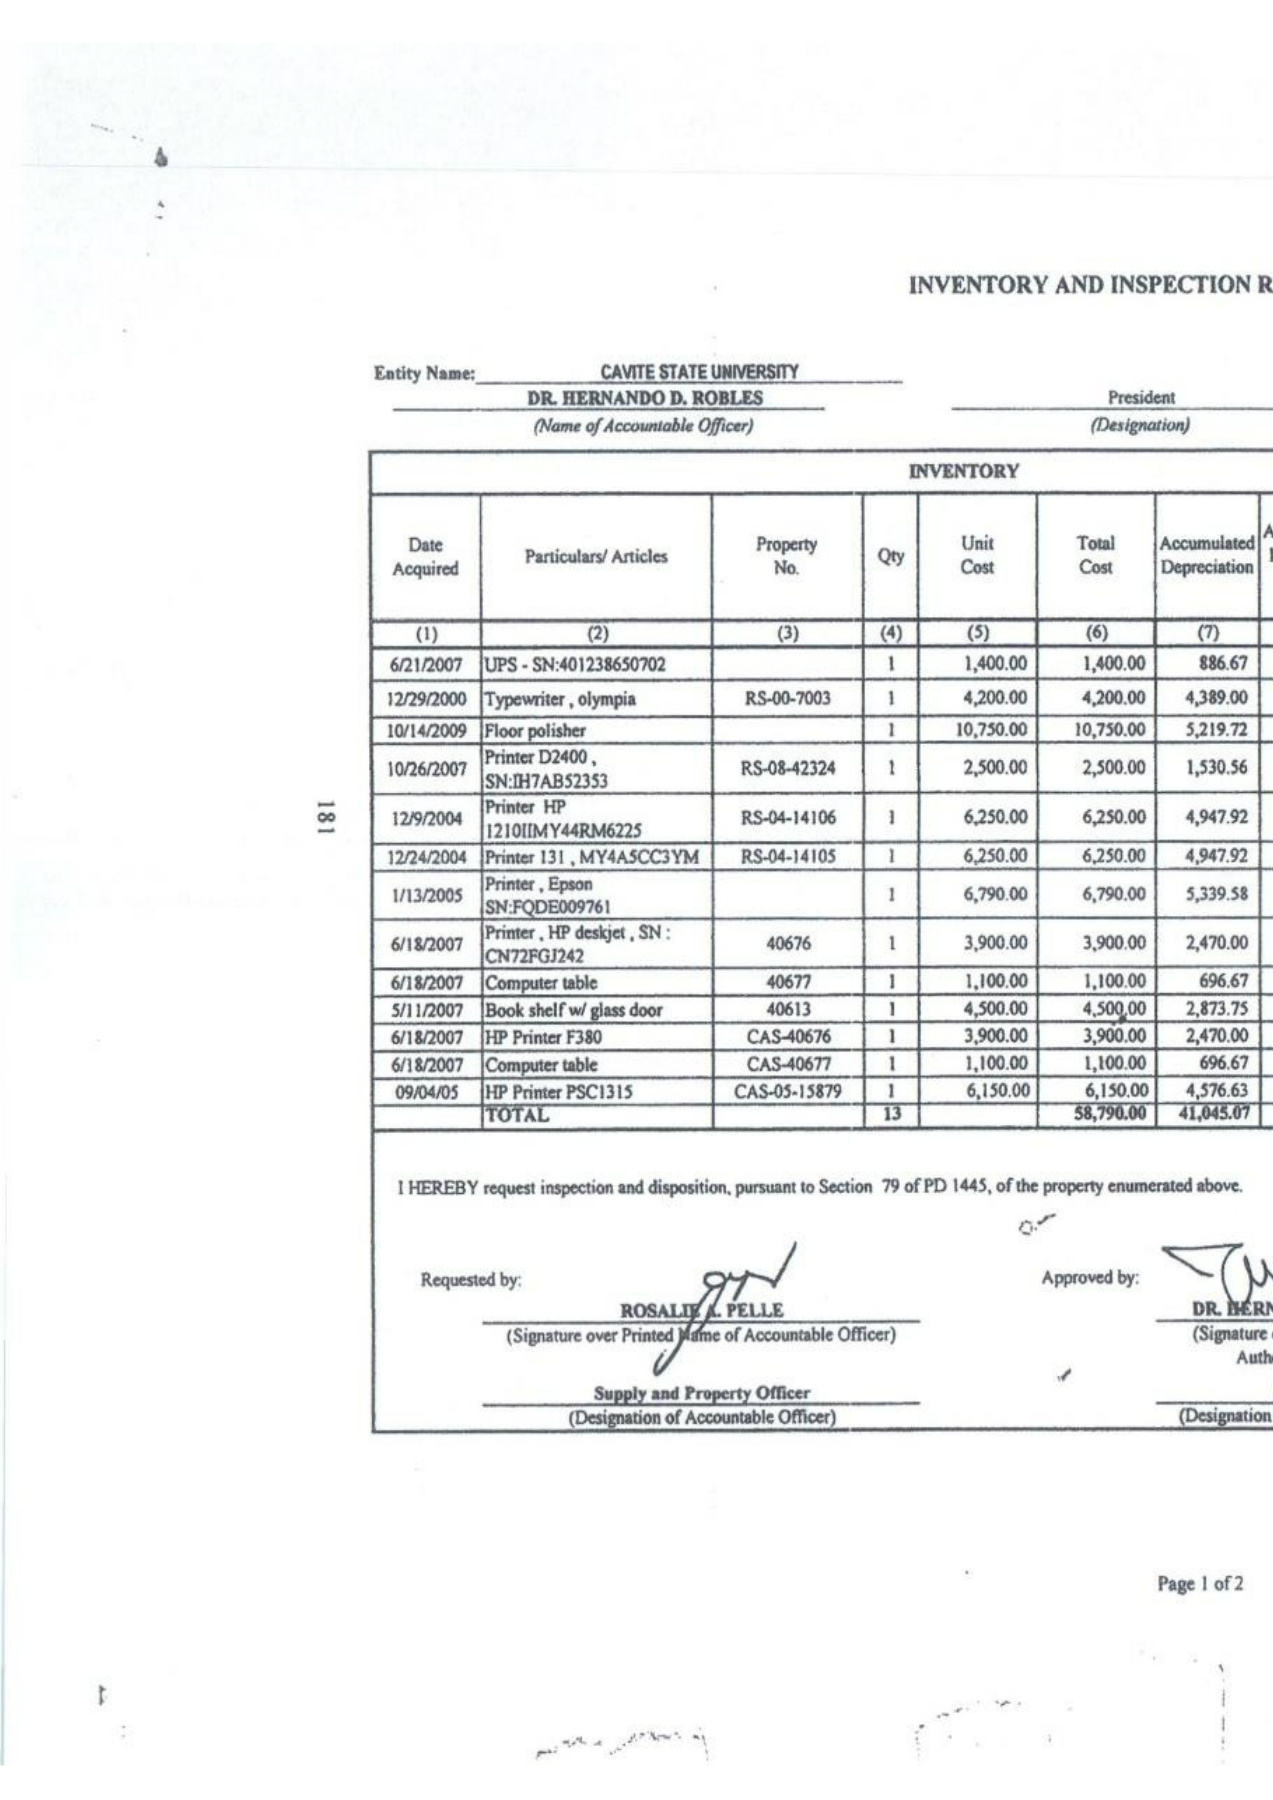 INVENTORY AND INSPECTION R
Entity Name: CAVITE STATE UNIVERSITY
DR. HERNANDO D. ROBLES President
(Name of Accountable Officer) (Designation)
INVENTORY
Date Acquired Particulars/ Articles Property No. Qty Unit Cost Total Cost Accumulated Depreciation
(1) (2) (3) (4) (5) (6) (7)
6/21/2007 UPS - SN:401238650702 1 1,400.00 1,400.00 886.67
12/29/2000 Typewriter , olympia RS-00-7003 1 4,200.00 4,200.00 4,389.00
10/14/2009 Floor polisher 1 10,750.00 10,750.00 5,219.72
10/26/2007 Printer D2400 , SN:IH7AB52353 RS-08-42324 1 2,500.00 2,500.00 1,530.56
12/9/2004 Printer HP 1210IIMY44RM6225 RS-04-14106 1 6,250.00 6,250.00 4,947.92
12/24/2004 Printer 131 , MY4A5CC3YM RS-04-14105 1 6,250.00 6,250.00 4,947.92
1/13/2005 Printer , Epson SN:FQDE009761 1 6,790.00 6,790.00 5,339.58
6/18/2007 Printer , HP deskjet , SN : CN72FGJ242 40676 1 3,900.00 3,900.00 2,470.00
6/18/2007 Computer table 40677 1 1,100.00 1,100.00 696.67
5/11/2007 Book shelf w/ glass door 40613 1 4,500.00 4,500.00 2,873.75
6/18/2007 HP Printer F380 CAS-40676 1 3,900.00 3,900.00 2,470.00
6/18/2007 Computer table CAS-40677 1 1,100.00 1,100.00 696.67
09/04/05 HP Printer PSC1315 CAS-05-15879 1 6,150.00 6,150.00 4,576.63
TOTAL 13 58,790.00 41,045.07
181
I HEREBY request inspection and disposition, pursuant to Section 79 of PD 1445, of the property enumerated above.
Requested by: Approved by:
ROSALIE A. PELLE DR. HERN
(Signature over Printed Name of Accountable Officer) (Signature
Auth
Supply and Property Officer
(Designation of Accountable Officer) (Designation
Page 1 of 2